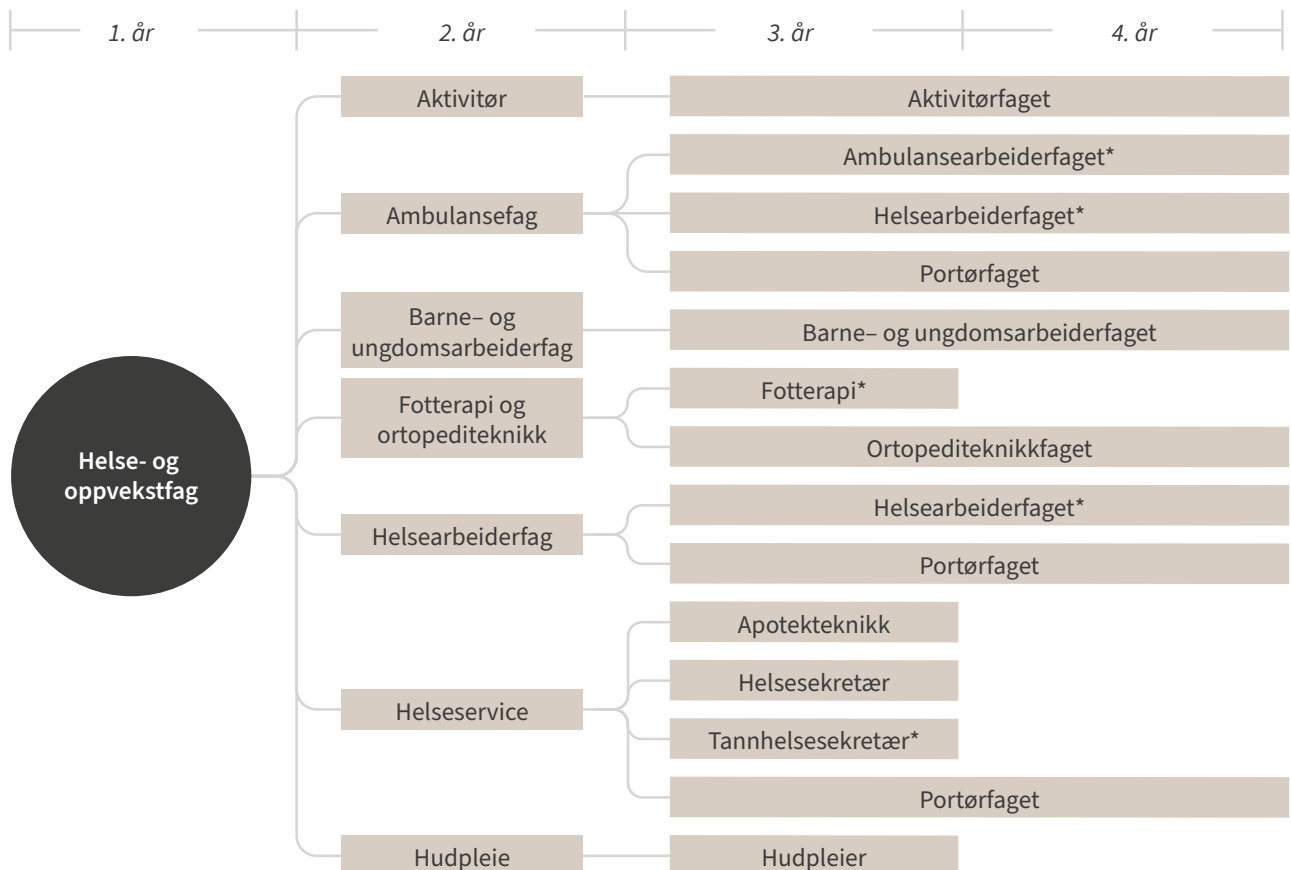 1. år 2. år 3. år 4. år
Aktivitør
Aktivitørfaget
Ambulansearbeiderfaget*
Ambulansefag
Helsearbeiderfaget*
Portørfaget
Barne– og
ungdomsarbeiderfag
Barne– og ungdomsarbeiderfaget
Fotterapi og
ortopediteknikk
Fotterapi*
Ortopediteknikkfaget
Helse- og
oppvekstfag
Helsearbeiderfag
Helsearbeiderfaget*
Portørfaget
Helseservice
Apotekteknikk
Helsesekretær
Tannhelsesekretær*
Portørfaget
Hudpleie
Hudpleier